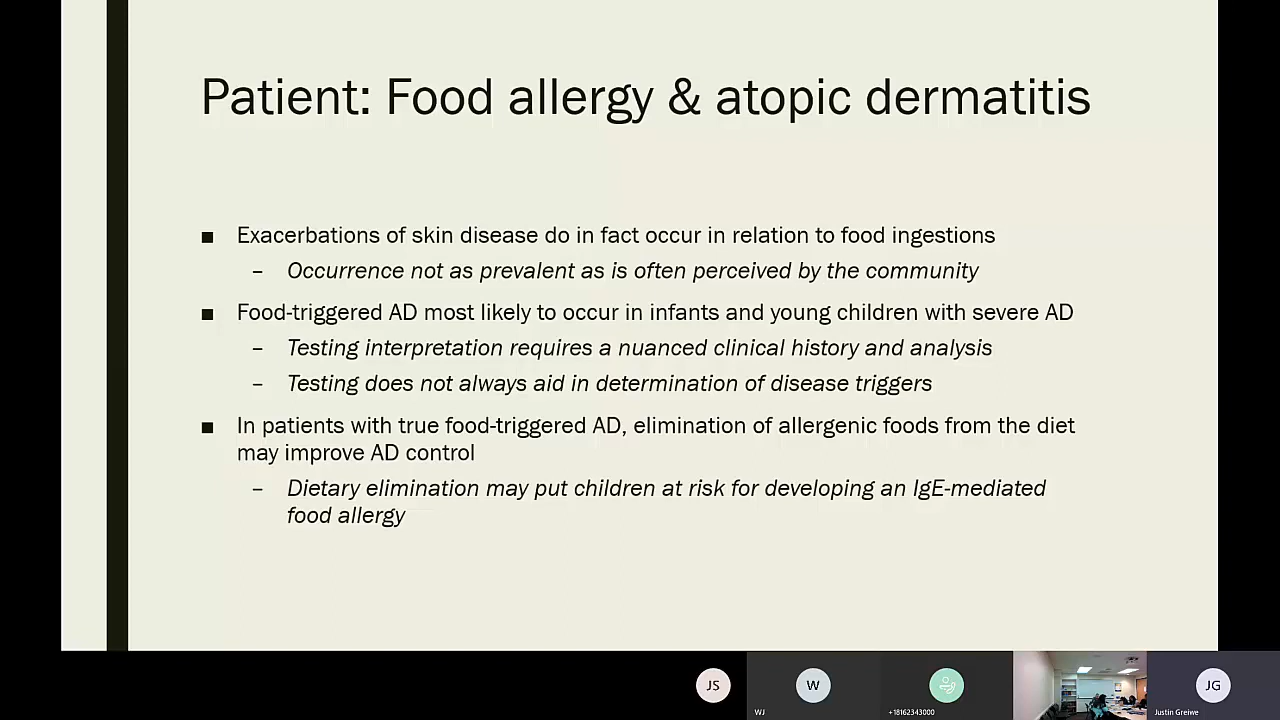 Patient: Food allergy & atopic dermatitis
■ Exacerbations of skin disease do in fact occur in relation to food ingestions
– Occurrence not as prevalent as is often perceived by the community
■ Food-triggered AD most likely to occur in infants and young children with severe AD
– Testing interpretation requires a nuanced clinical history and analysis
– Testing does not always aid in determination of disease triggers
■ In patients with true food-triggered AD, elimination of allergenic foods from the diet
may improve AD control
– Dietary elimination may put children at risk for developing an IgE-mediated
food allergy
JS
W
JG
WJ
+18162343000
Justin Greiwe